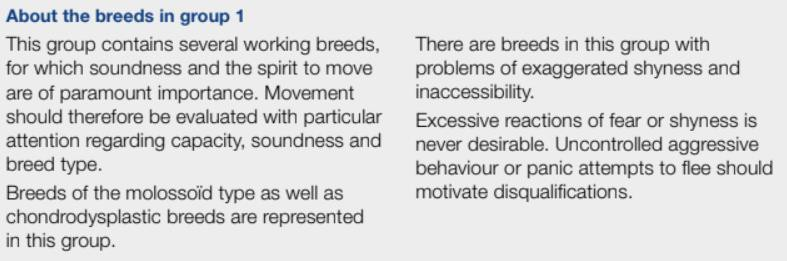 About the breeds in group 1
This group contains several working breeds,
for which soundness and the spirit to move
are of paramount importance. Movement
should therefore be evaluated with particular
attention regarding capacity, soundness and
breed type.
Breeds of the molossoïd type as well as
chondrodysplastic breeds are represented
in this group.
There are breeds in this group with
problems of exaggerated shyness and
inaccessibility.
Excessive reactions of fear or shyness is
never desirable. Uncontrolled aggressive
behaviour or panic attempts to flee should
motivate disqualifications.